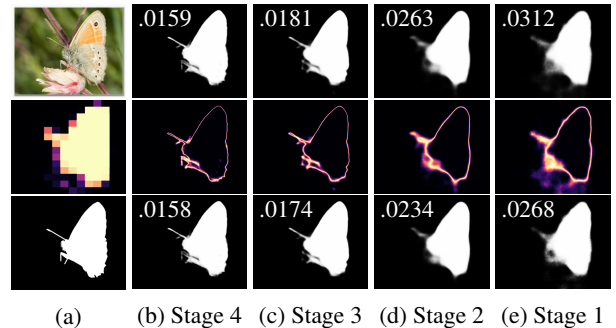 .0159 .0181 .0263 .0312
.0158 .0174 .0234 .0268
(a) (b) Stage 4 (c) Stage 3 (d) Stage 2 (e) Stage 1